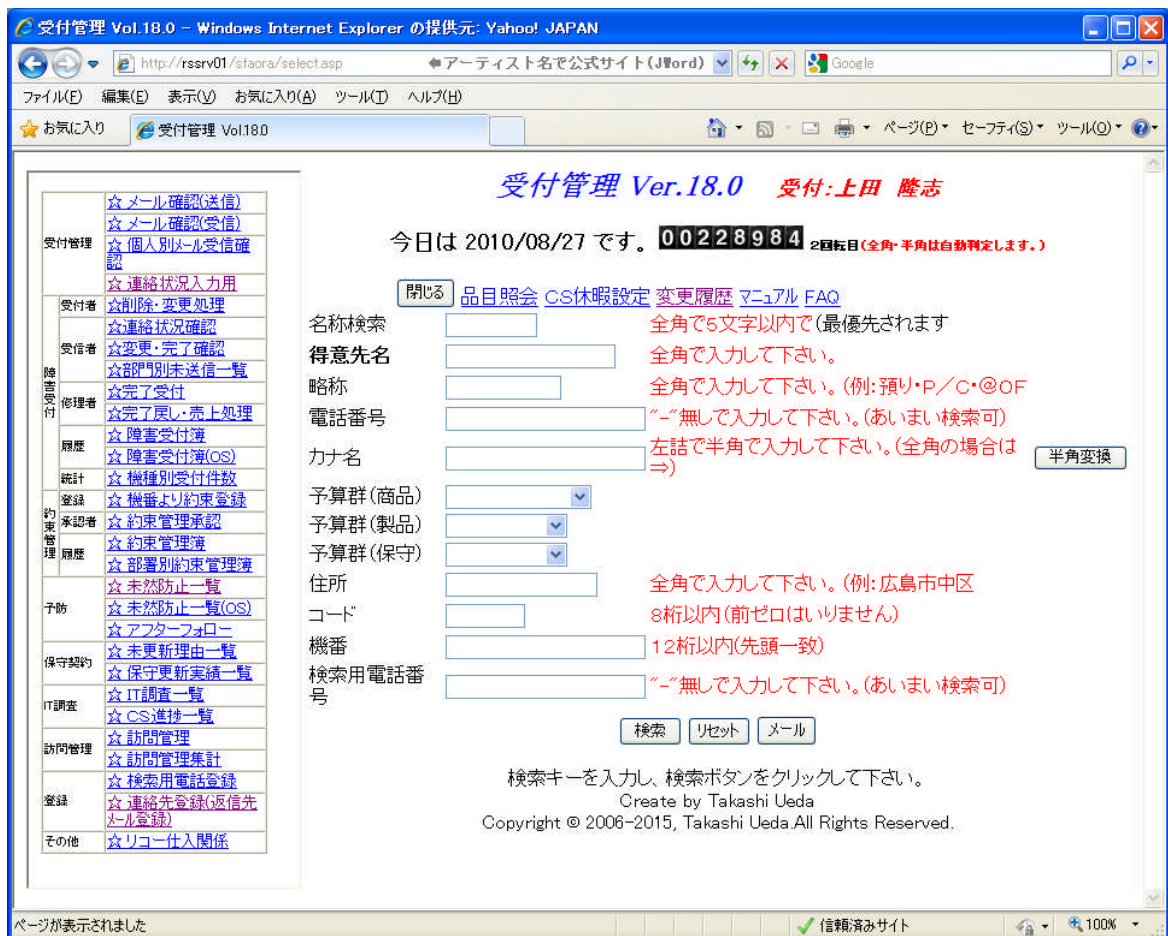 受付管理 Vol.18.0 - Windows Internet Explorer の提供元: Yahoo! JAPAN
http://rssrv01/sfaora/select.asp
アーティスト名で公式サイト(JWord)
Google
ファイル(F) 編集(E) 表示(V) お気に入り(A) ツール(T) ヘルプ(H)
お気に入り 受付管理 Vol.18.0 ページ(P) セーフティ(S) ツール(O)
受付管理
☆ メール確認(送信)
☆ メール確認(受信)
☆ 個人別メール受信確
認
☆ 連絡状況入力用
障害受付
受付者 ☆削除・変更処理
受信者
☆連絡状況確認
☆変更・完了確認
☆部門別未送信一覧
修理者
☆完了受付
☆完了戻し・売上処理
履歴
☆ 障害受付簿
☆ 障害受付簿(OS)
統計 ☆ 機種別受付件数
約束管理
登録 ☆ 機番より約束登録
承認者 ☆ 約束管理承認
履歴
☆ 約束管理簿
☆ 部署別約束管理簿
予防
☆ 未然防止一覧
☆ 未然防止一覧(OS)
☆ アフターフォロー
保守契約
☆ 未更新理由一覧
☆ 保守更新実績一覧
IT調査
☆ IT調査一覧
☆ CS進捗一覧
訪問管理
☆ 訪問管理
☆ 訪問管理集計
登録
☆ 検索用電話登録
☆ 連絡先登録(返信先
メール登録)
その他 ☆リコー仕入関係
受付管理 Ver.18.0 受付:上田 隆志
今日は 2010/08/27 です。 00228984 2回転目(全角・半角は自動判定します。)
閉じる 品目照会 CS休暇設定 変更履歴 マニュアル FAQ
名称検索 全角で5文字以内で(最優先されます
得意先名 全角で入力して下さい。
略称 全角で入力して下さい。(例:預り・P/C・@OF
電話番号 "-"無しで入力して下さい。(あいまい検索可)
カナ名 左詰で半角で入力して下さい。(全角の場合は
⇒) 半角変換
予算群(商品)
予算群(製品)
予算群(保守)
住所 全角で入力して下さい。(例:広島市中区
コード 8桁以内(前ゼロはいりません)
機番 12桁以内(先頭一致)
検索用電話番
号 "-"無しで入力して下さい。(あいまい検索可)
検索 リセット メール
検索キーを入力し、検索ボタンをクリックして下さい。
Create by Takashi Ueda
Copyright © 2006-2015, Takashi Ueda.All Rights Reserved.
ページが表示されました 信頼済みサイト 100%